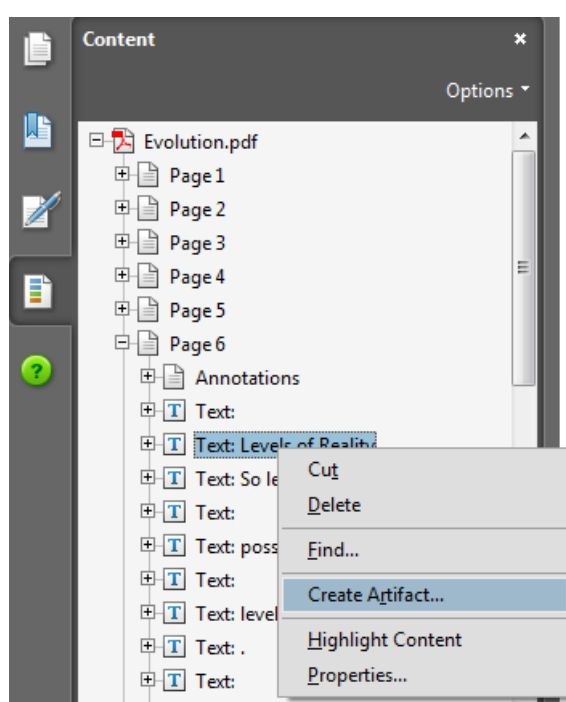 Content
Options
Evolution.pdf
Page 1
Page 2
Page 3
Page 4
Page 5
Page 6
Annotations
Text:
Text: Levels of Reality
Text: So le
Text:
Text: poss
Text:
Text: level
Text: .
Text:
Cut
Delete
Find...
Create Artifact...
Highlight Content
Properties...